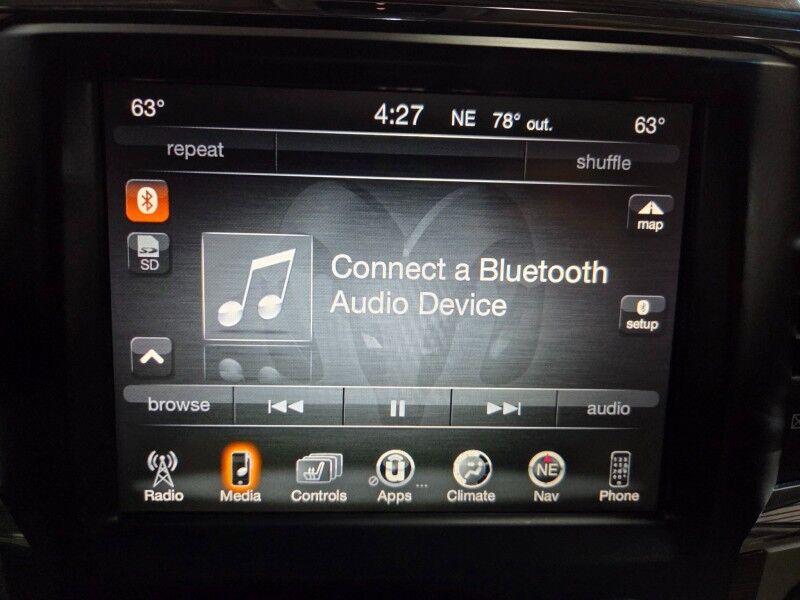 63° 4:27 NE 78° out. 63°
repeat shuffle
SD
map
Connect a Bluetooth
Audio Device
setup
browse audio
Radio Media Controls Apps ... Climate NE Nav Phone